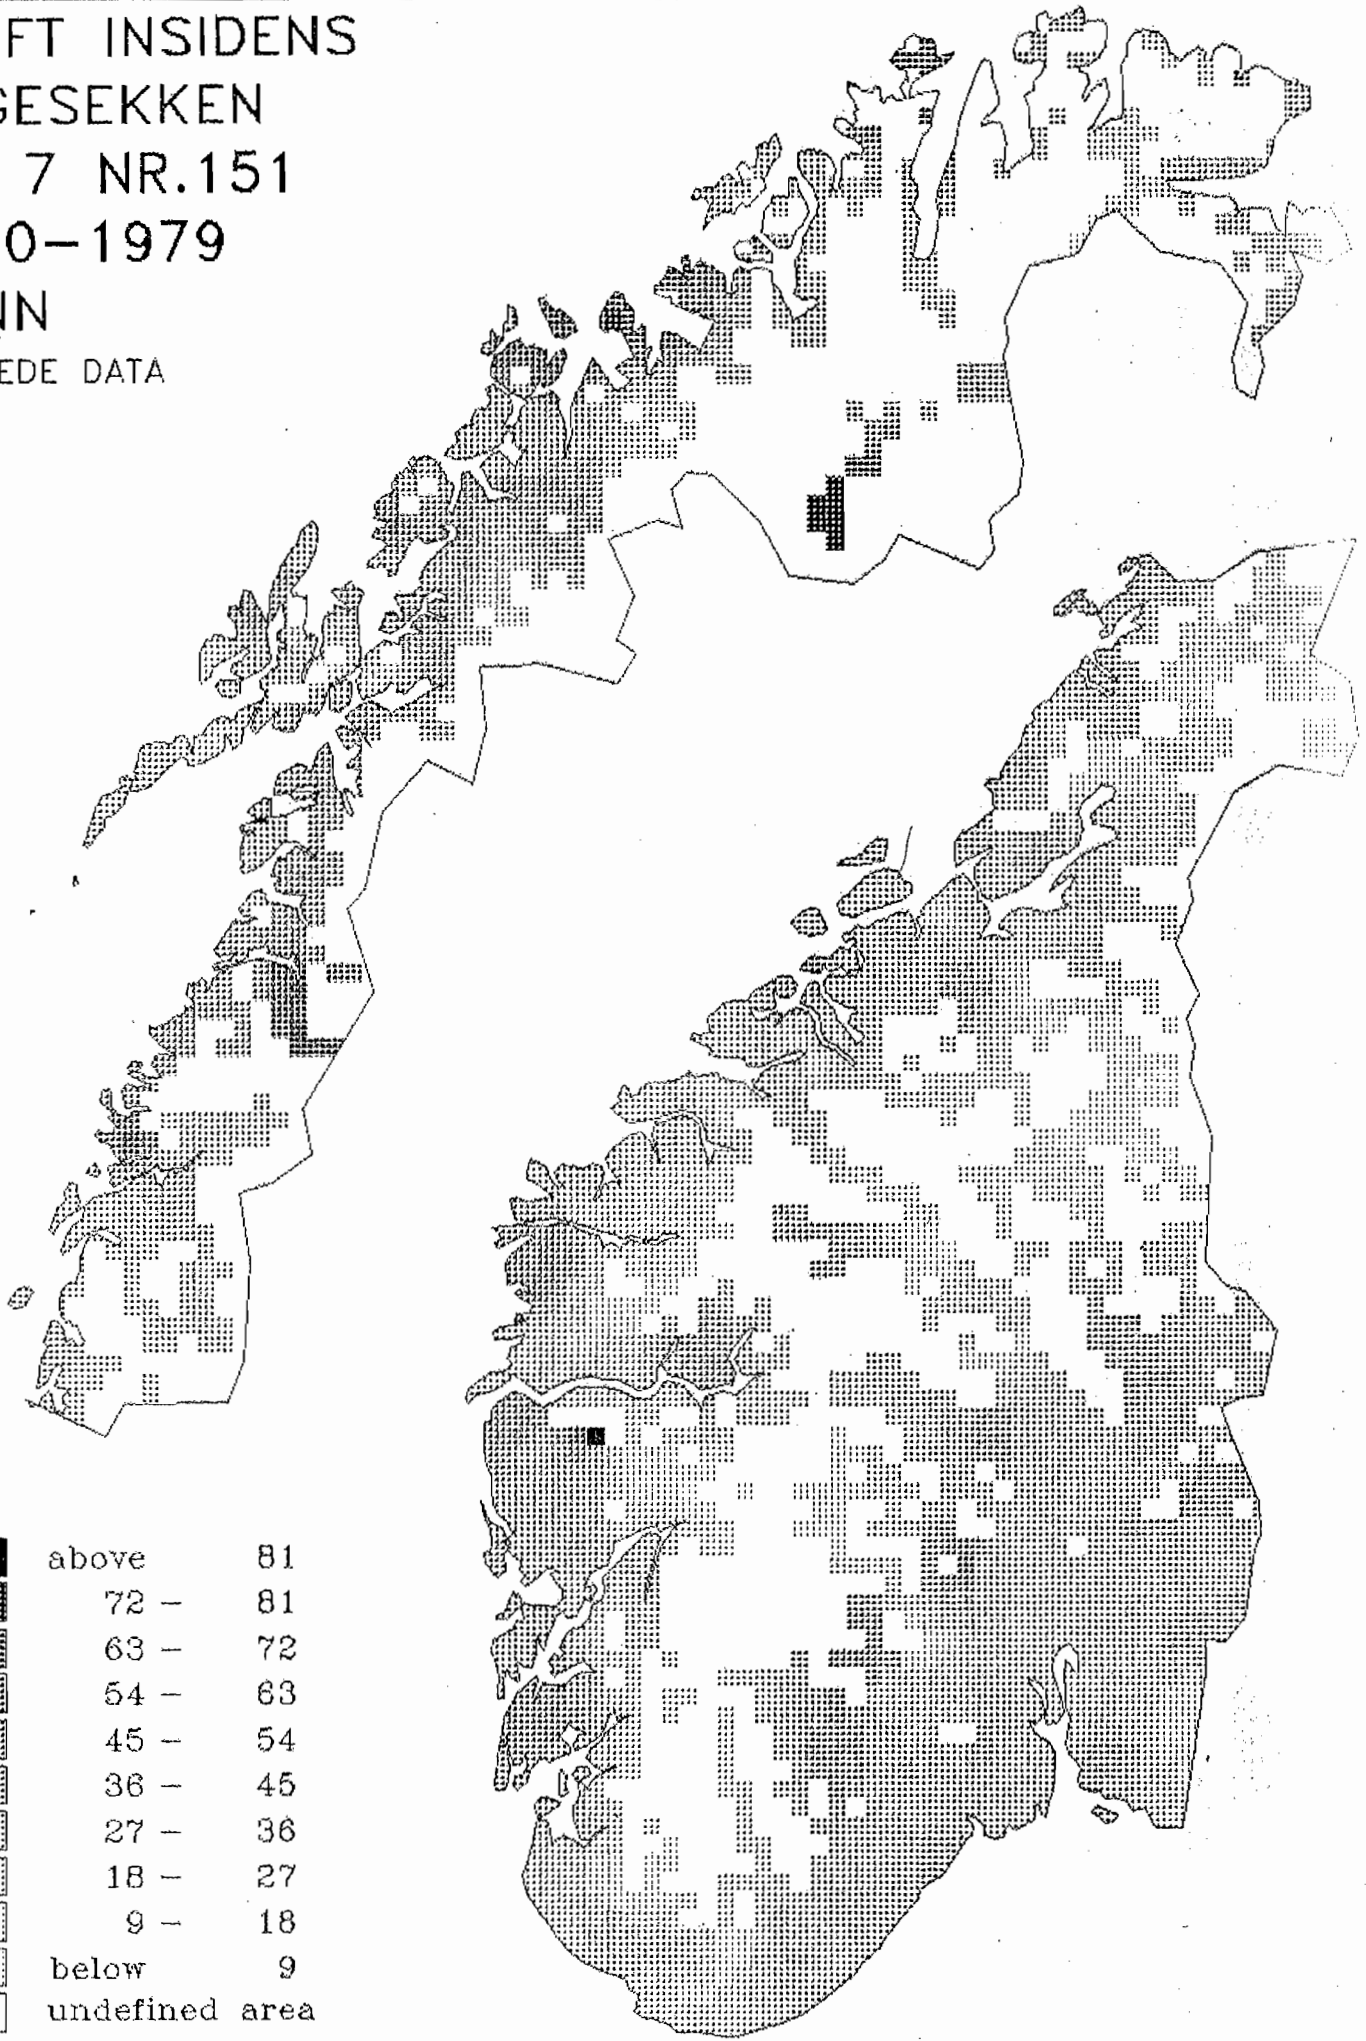 FT INSIDENS
GESEKKEN
7 NR.151
0-1979
NN
EDE DATA
above 81
72 - 81
63 - 72
54 - 63
45 - 54
36 - 45
27 - 36
18 - 27
9 - 18
below 9
undefined area